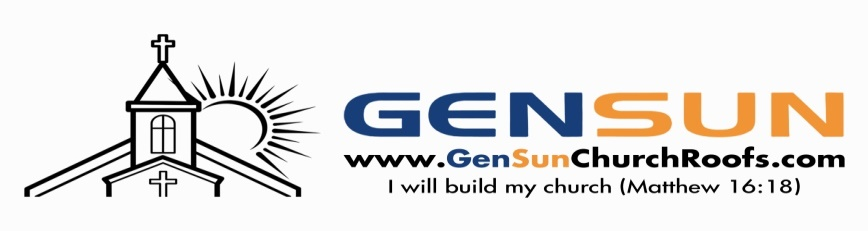 GENSUN
www.GenSunChurchRoofs.com
I will build my church (Matthew 16:18)